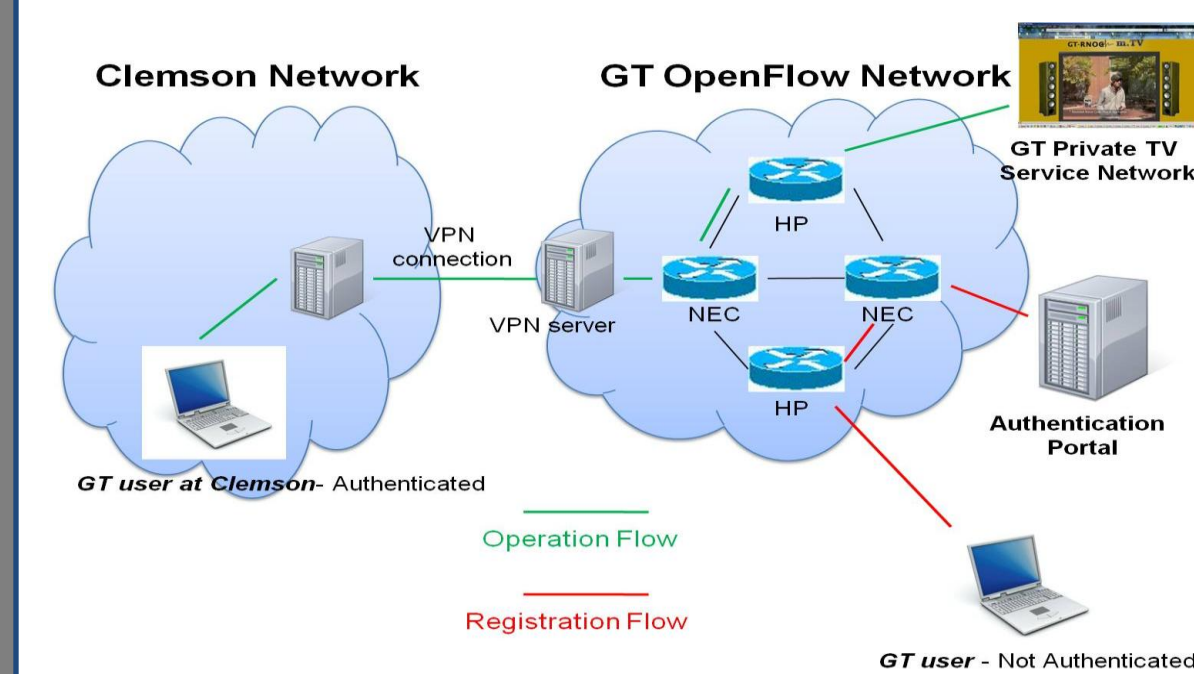 Clemson Network
GT OpenFlow Network
GT-RNOC
m.TV
GT Private TV
Service Network
HP
VPN
connection
VPN server
NEC
NEC
HP
Authentication
Portal
GT user at Clemson- Authenticated
Operation Flow
Registration Flow
GT user - Not Authenticated